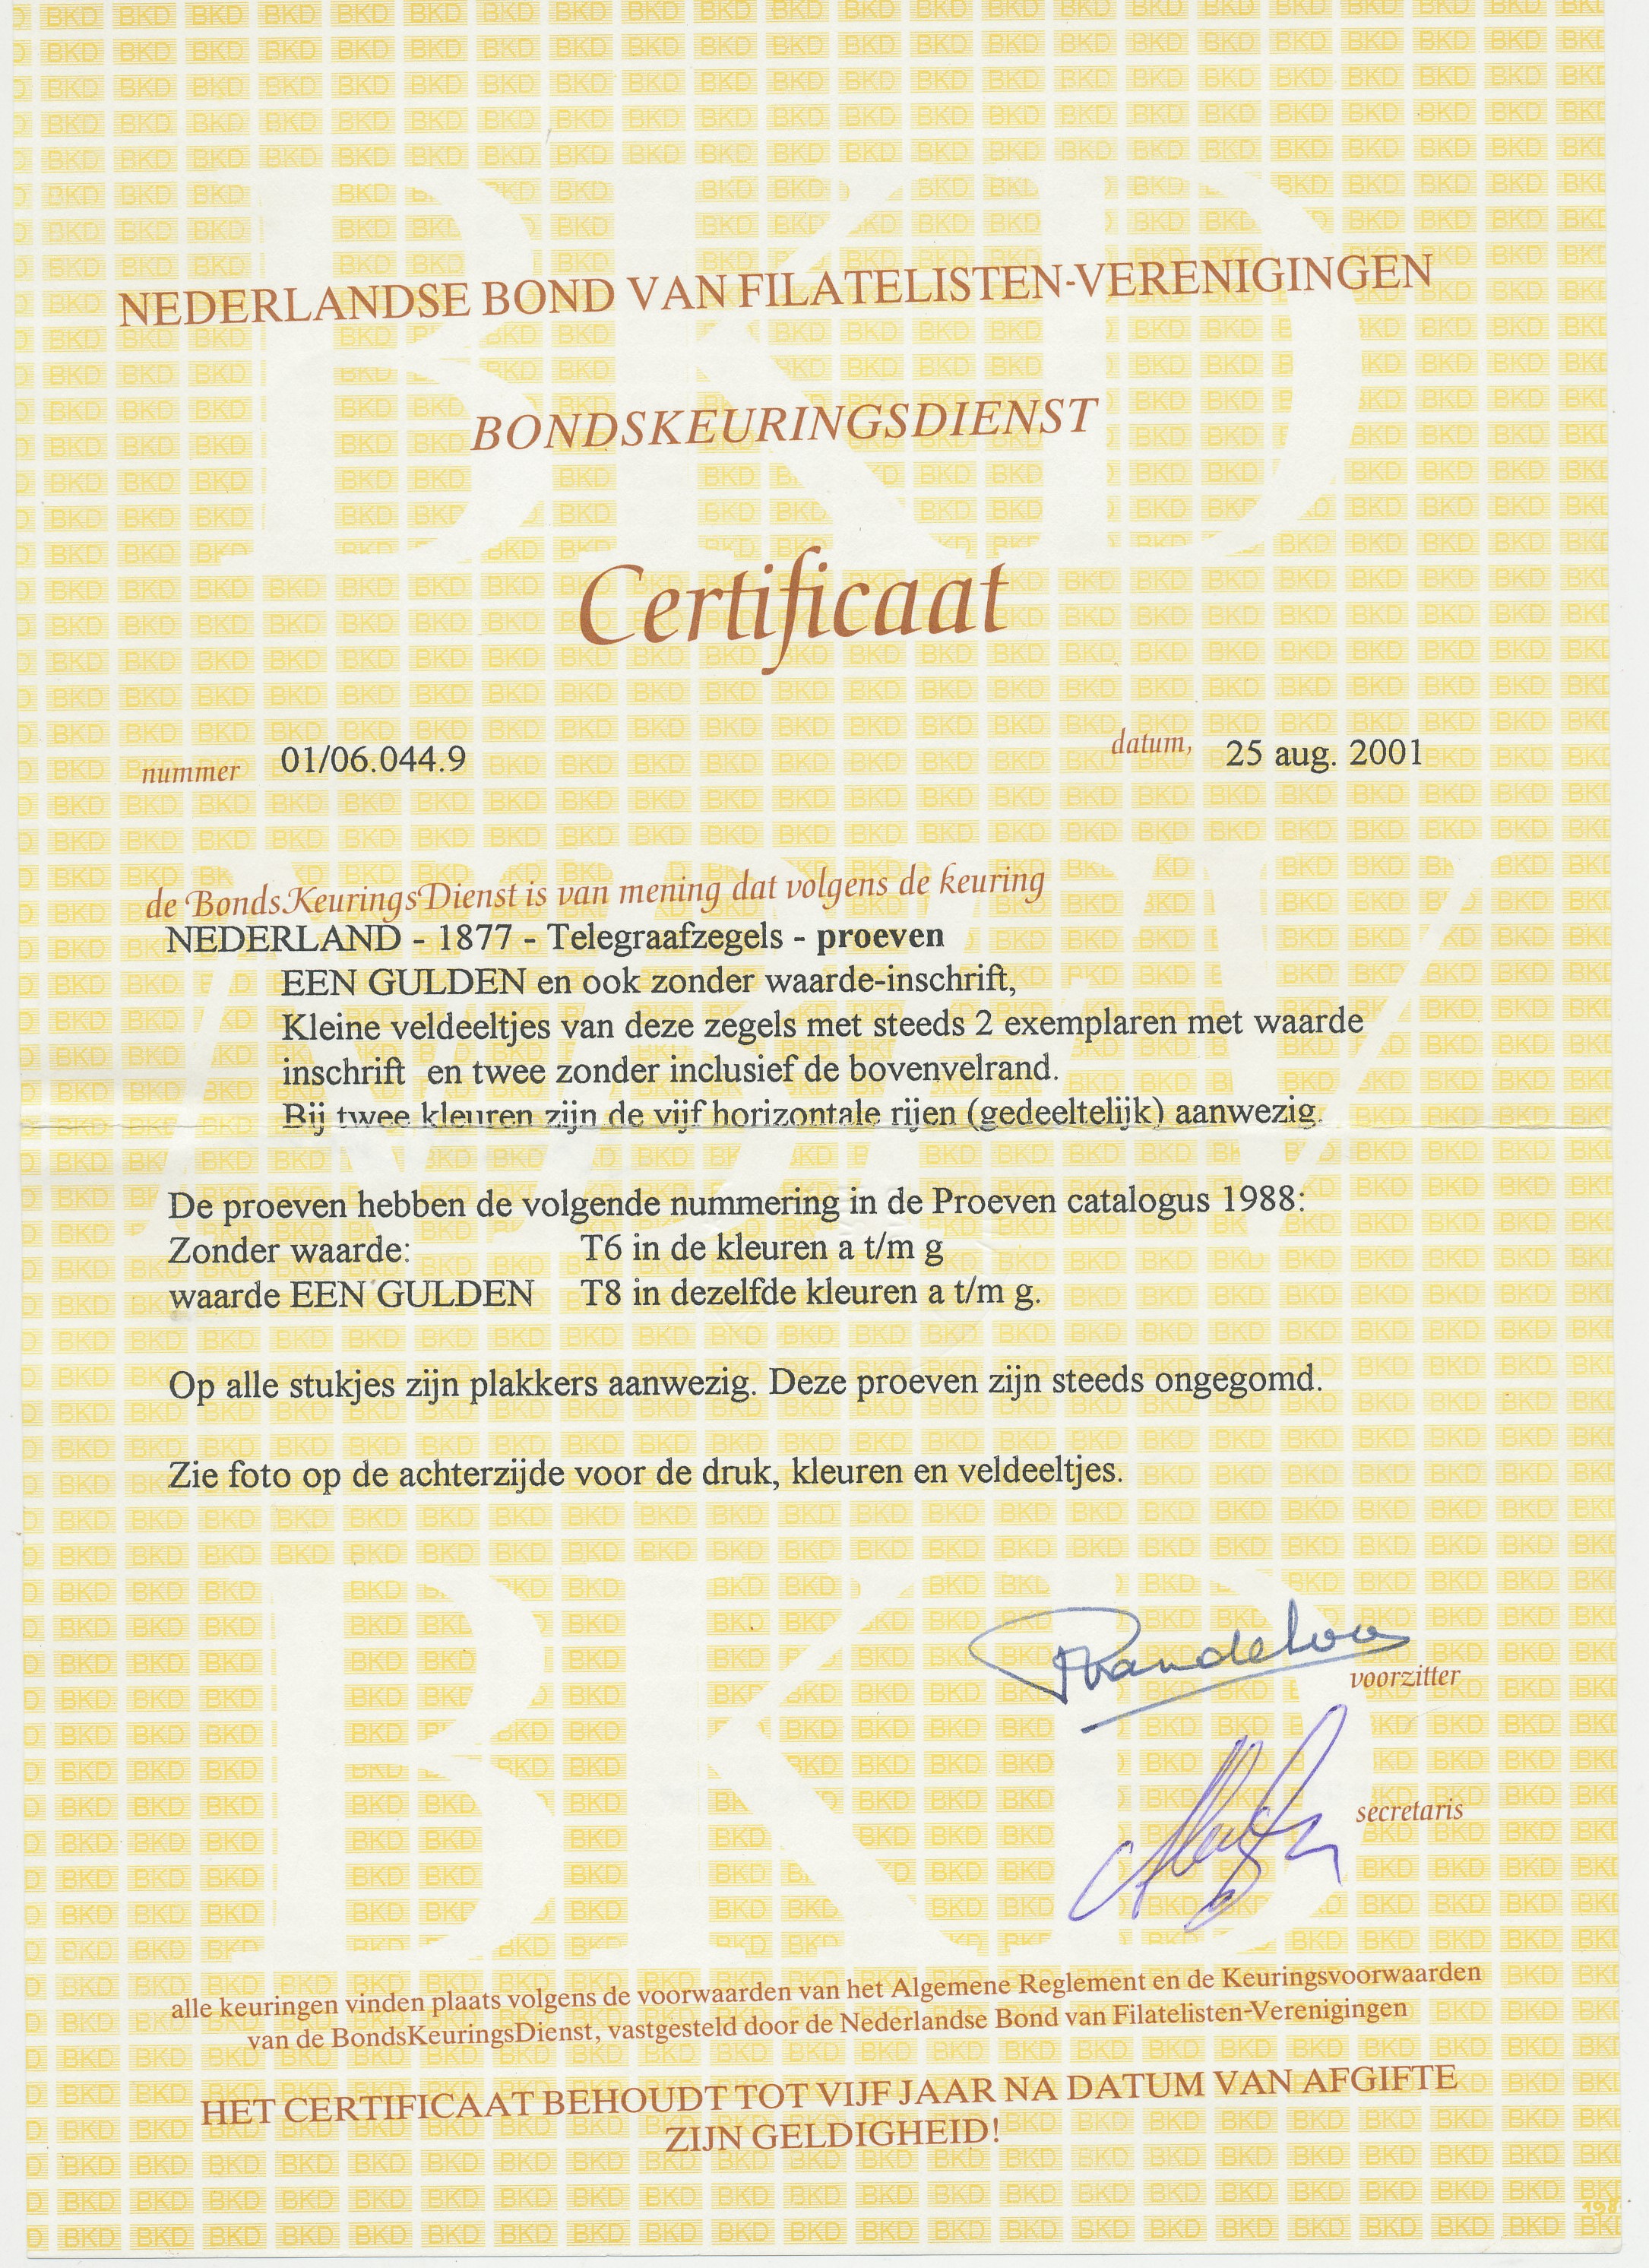 NEDERLANDSE BOND VAN FILATELISTEN-VERENIGINGEN
BONDSKEURINGSDIENST
Certificaat
nummer 01/06.044.9 datum, 25 aug. 2001
de BondsKeuringsDienst is van mening dat volgens de keuring
NEDERLAND - 1877 - Telegraafzegels - proeven
EEN GULDEN en ook zonder waarde-inschrift,
Kleine veldeeltjes van deze zegels met steeds 2 exemplaren met waarde
inschrift en twee zonder inclusief de bovenvelrand.
Bij twee kleuren zijn de vijf horizontale rijen (gedeeltelijk) aanwezig.
De proeven hebben de volgende nummering in de Proeven catalogus 1988:
Zonder waarde: T6 in de kleuren a t/m g
waarde EEN GULDEN T8 in dezelfde kleuren a t/m g.
Op alle stukjes zijn plakkers aanwezig. Deze proeven zijn steeds ongegomd.
Zie foto op de achterzijde voor de druk, kleuren en veldeeltjes.
voorzitter
secretaris
alle keuringen vinden plaats volgens de voorwaarden van het Algemene Reglement en de Keuringsvoorwaarden
van de BondsKeuringsDienst, vastgesteld door de Nederlandse Bond van Filatelisten-Verenigingen
HET CERTIFICAAT BEHOUDT TOT VIJF JAAR NA DATUM VAN AFGIFTE
ZIJN GELDIGHEID!